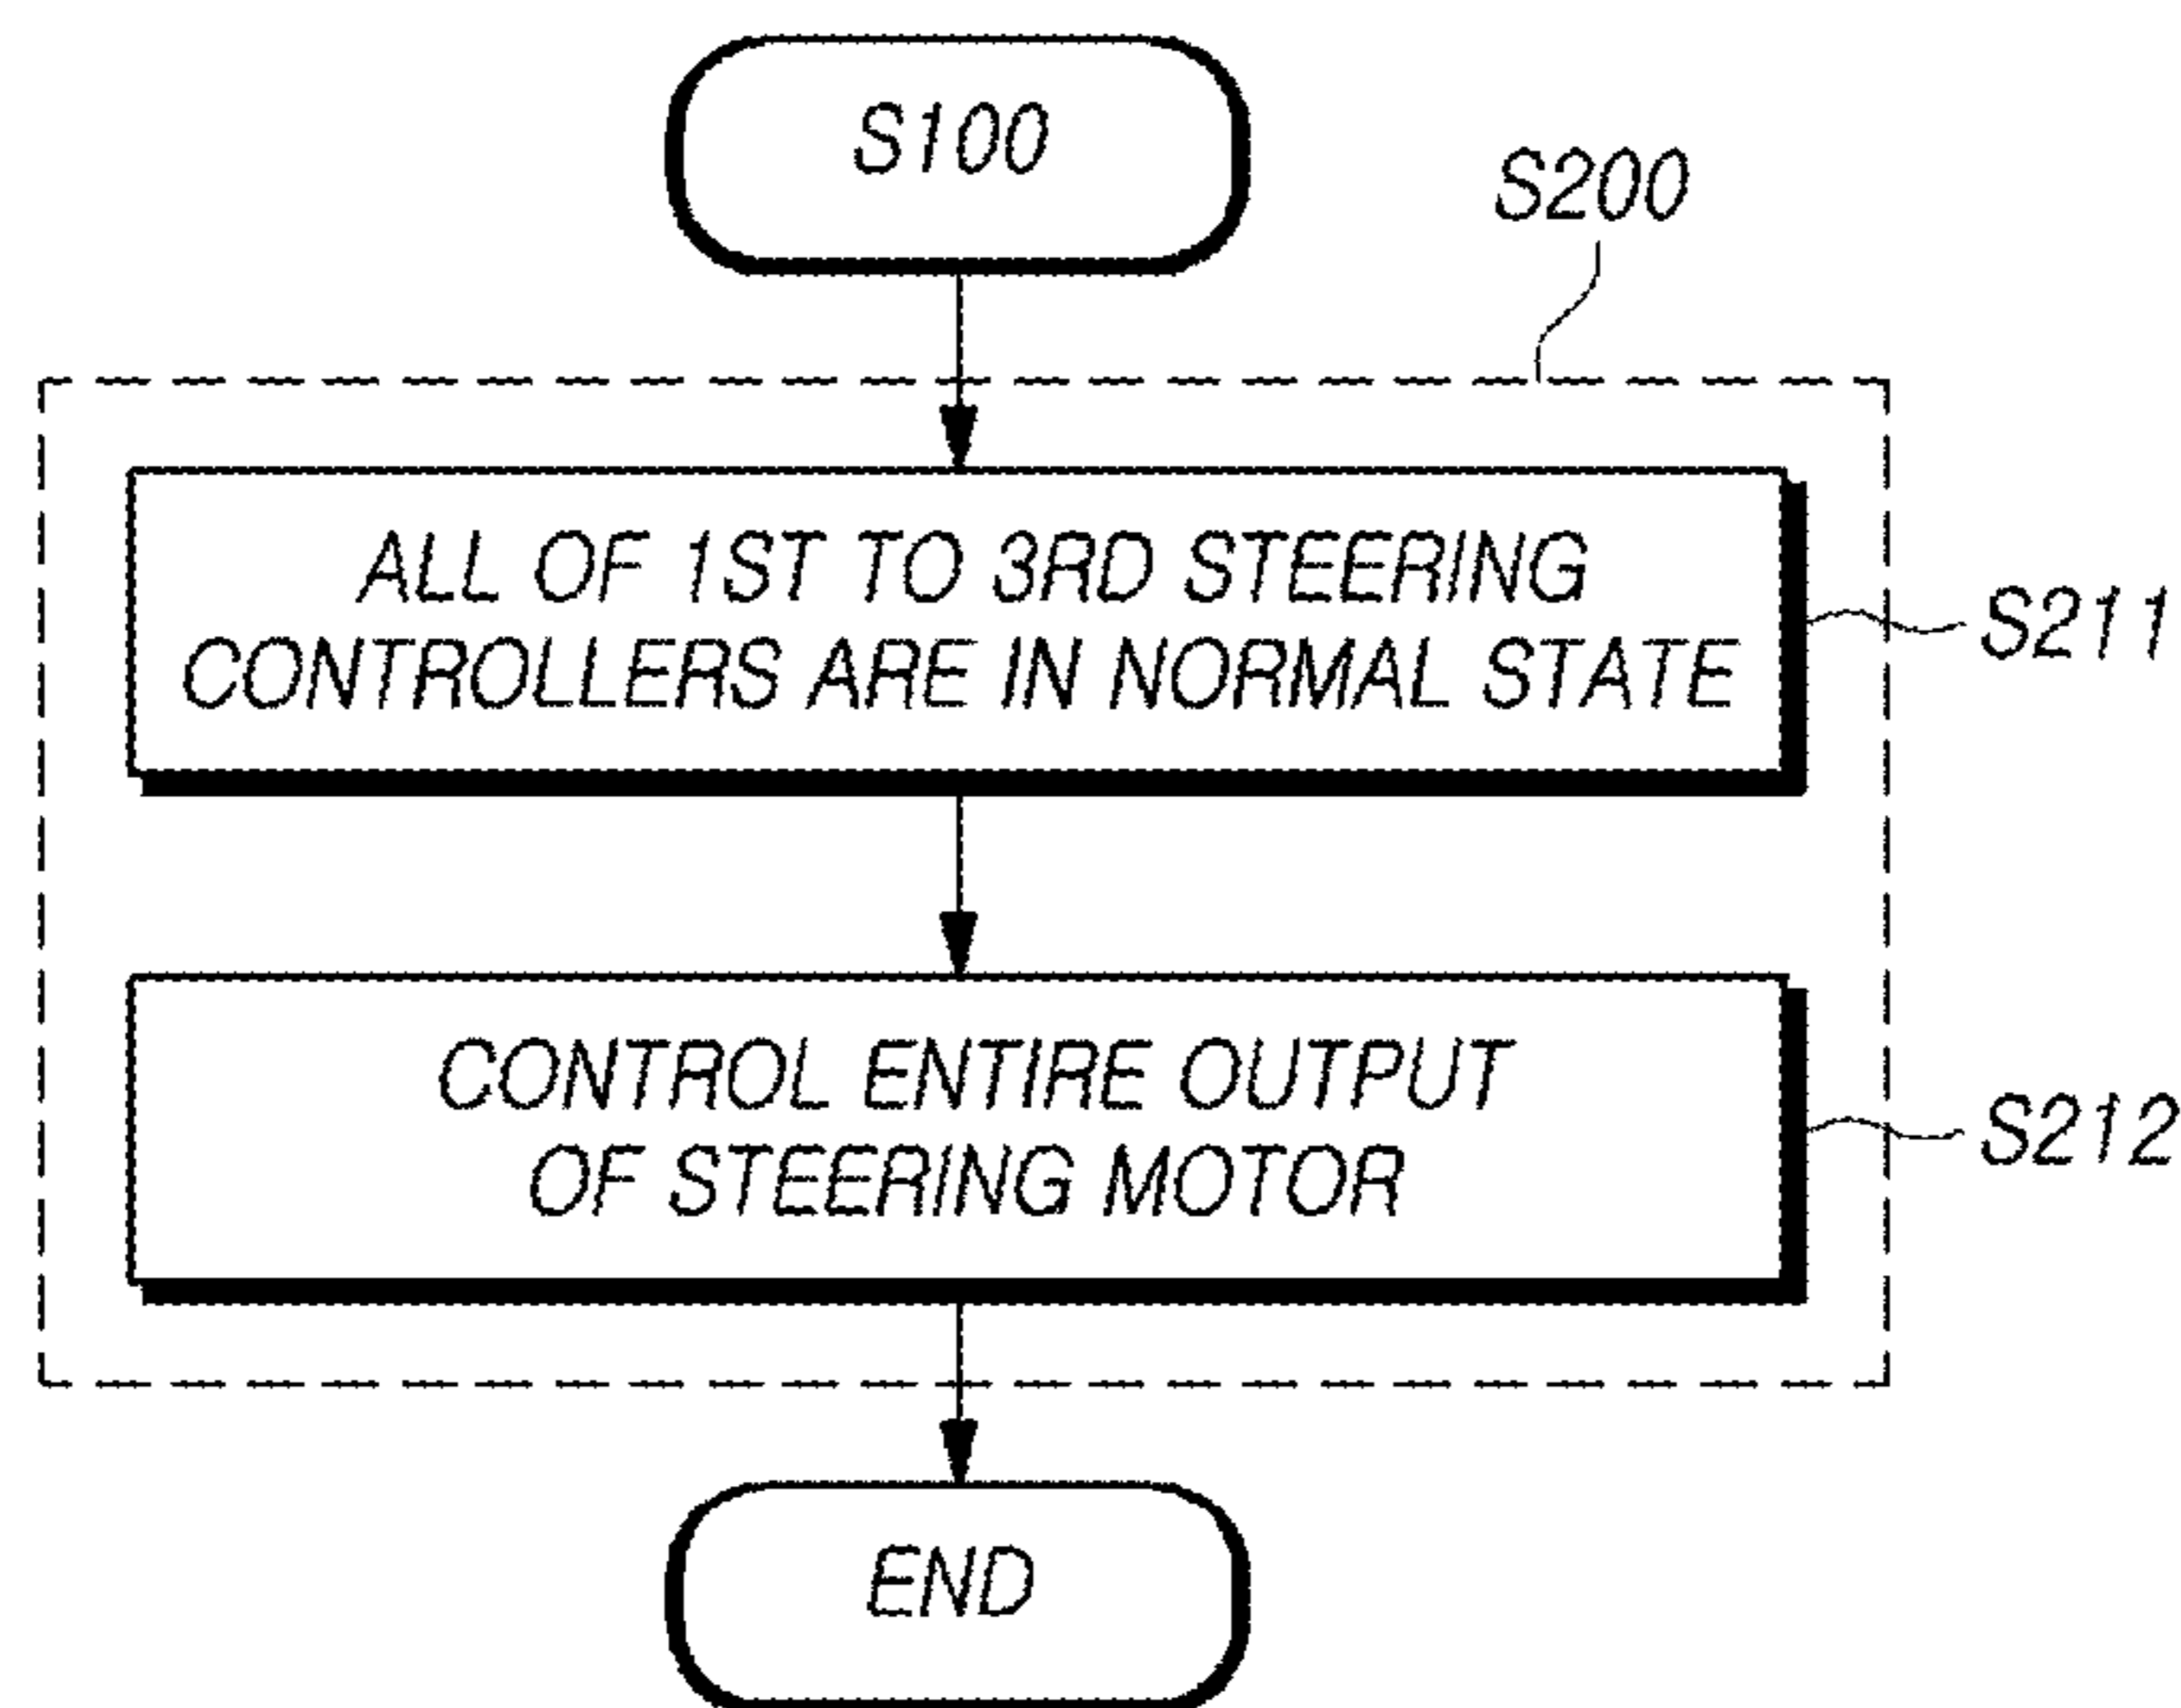 S100
S200
ALL OF 1ST TO 3RD STEERING
CONTROLLERS ARE IN NORMAL STATE
S211
CONTROL ENTIRE OUTPUT
OF STEERING MOTOR
S212
END